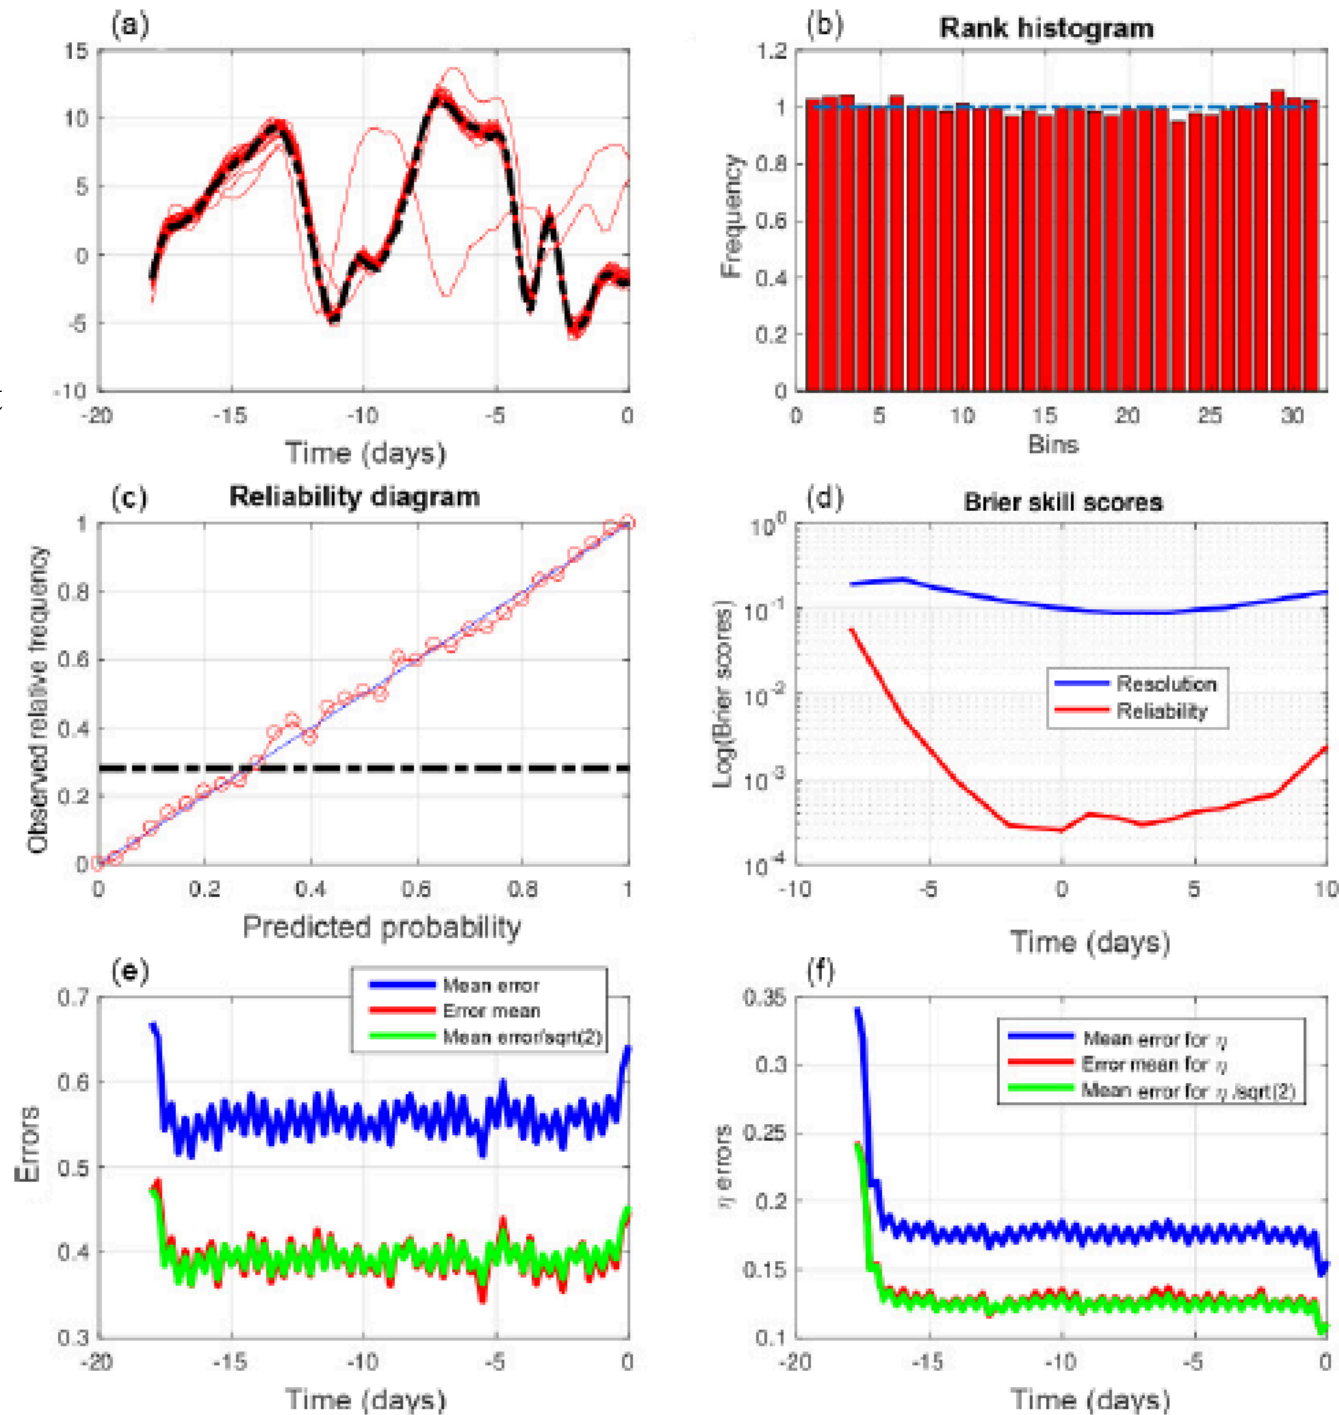 (a)
15
10
5
0
-5
-10
-20 -15 -10 -5 0
Time (days)
(b)
Rank histogram
1.2
1
0.8
0.6
0.4
0.2
0
Frequency
0 5 10 15 20 25 30
Bins
(c)
Reliability diagram
1
0.8
0.6
0.4
0.2
0
Observed relative frequency
0 0.2 0.4 0.6 0.8 1
Predicted probability
(d)
Brier skill scores
10^0
10^-1
10^-2
10^-3
10^-4
Log(Brier scores)
Resolution
Reliability
-10 -5 0 5 10
Time (days)
(e)
Mean error
Error mean
Mean error/sqrt(2)
0.7
0.6
0.5
0.4
0.3
Errors
-20 -15 -10 -5 0
Time (days)
(f)
0.35
0.3
0.25
0.2
0.15
0.1
η errors
Mean error for η
Error mean for η
Mean error for η /sqrt(2)
-20 -15 -10 -5 0
Time (days)